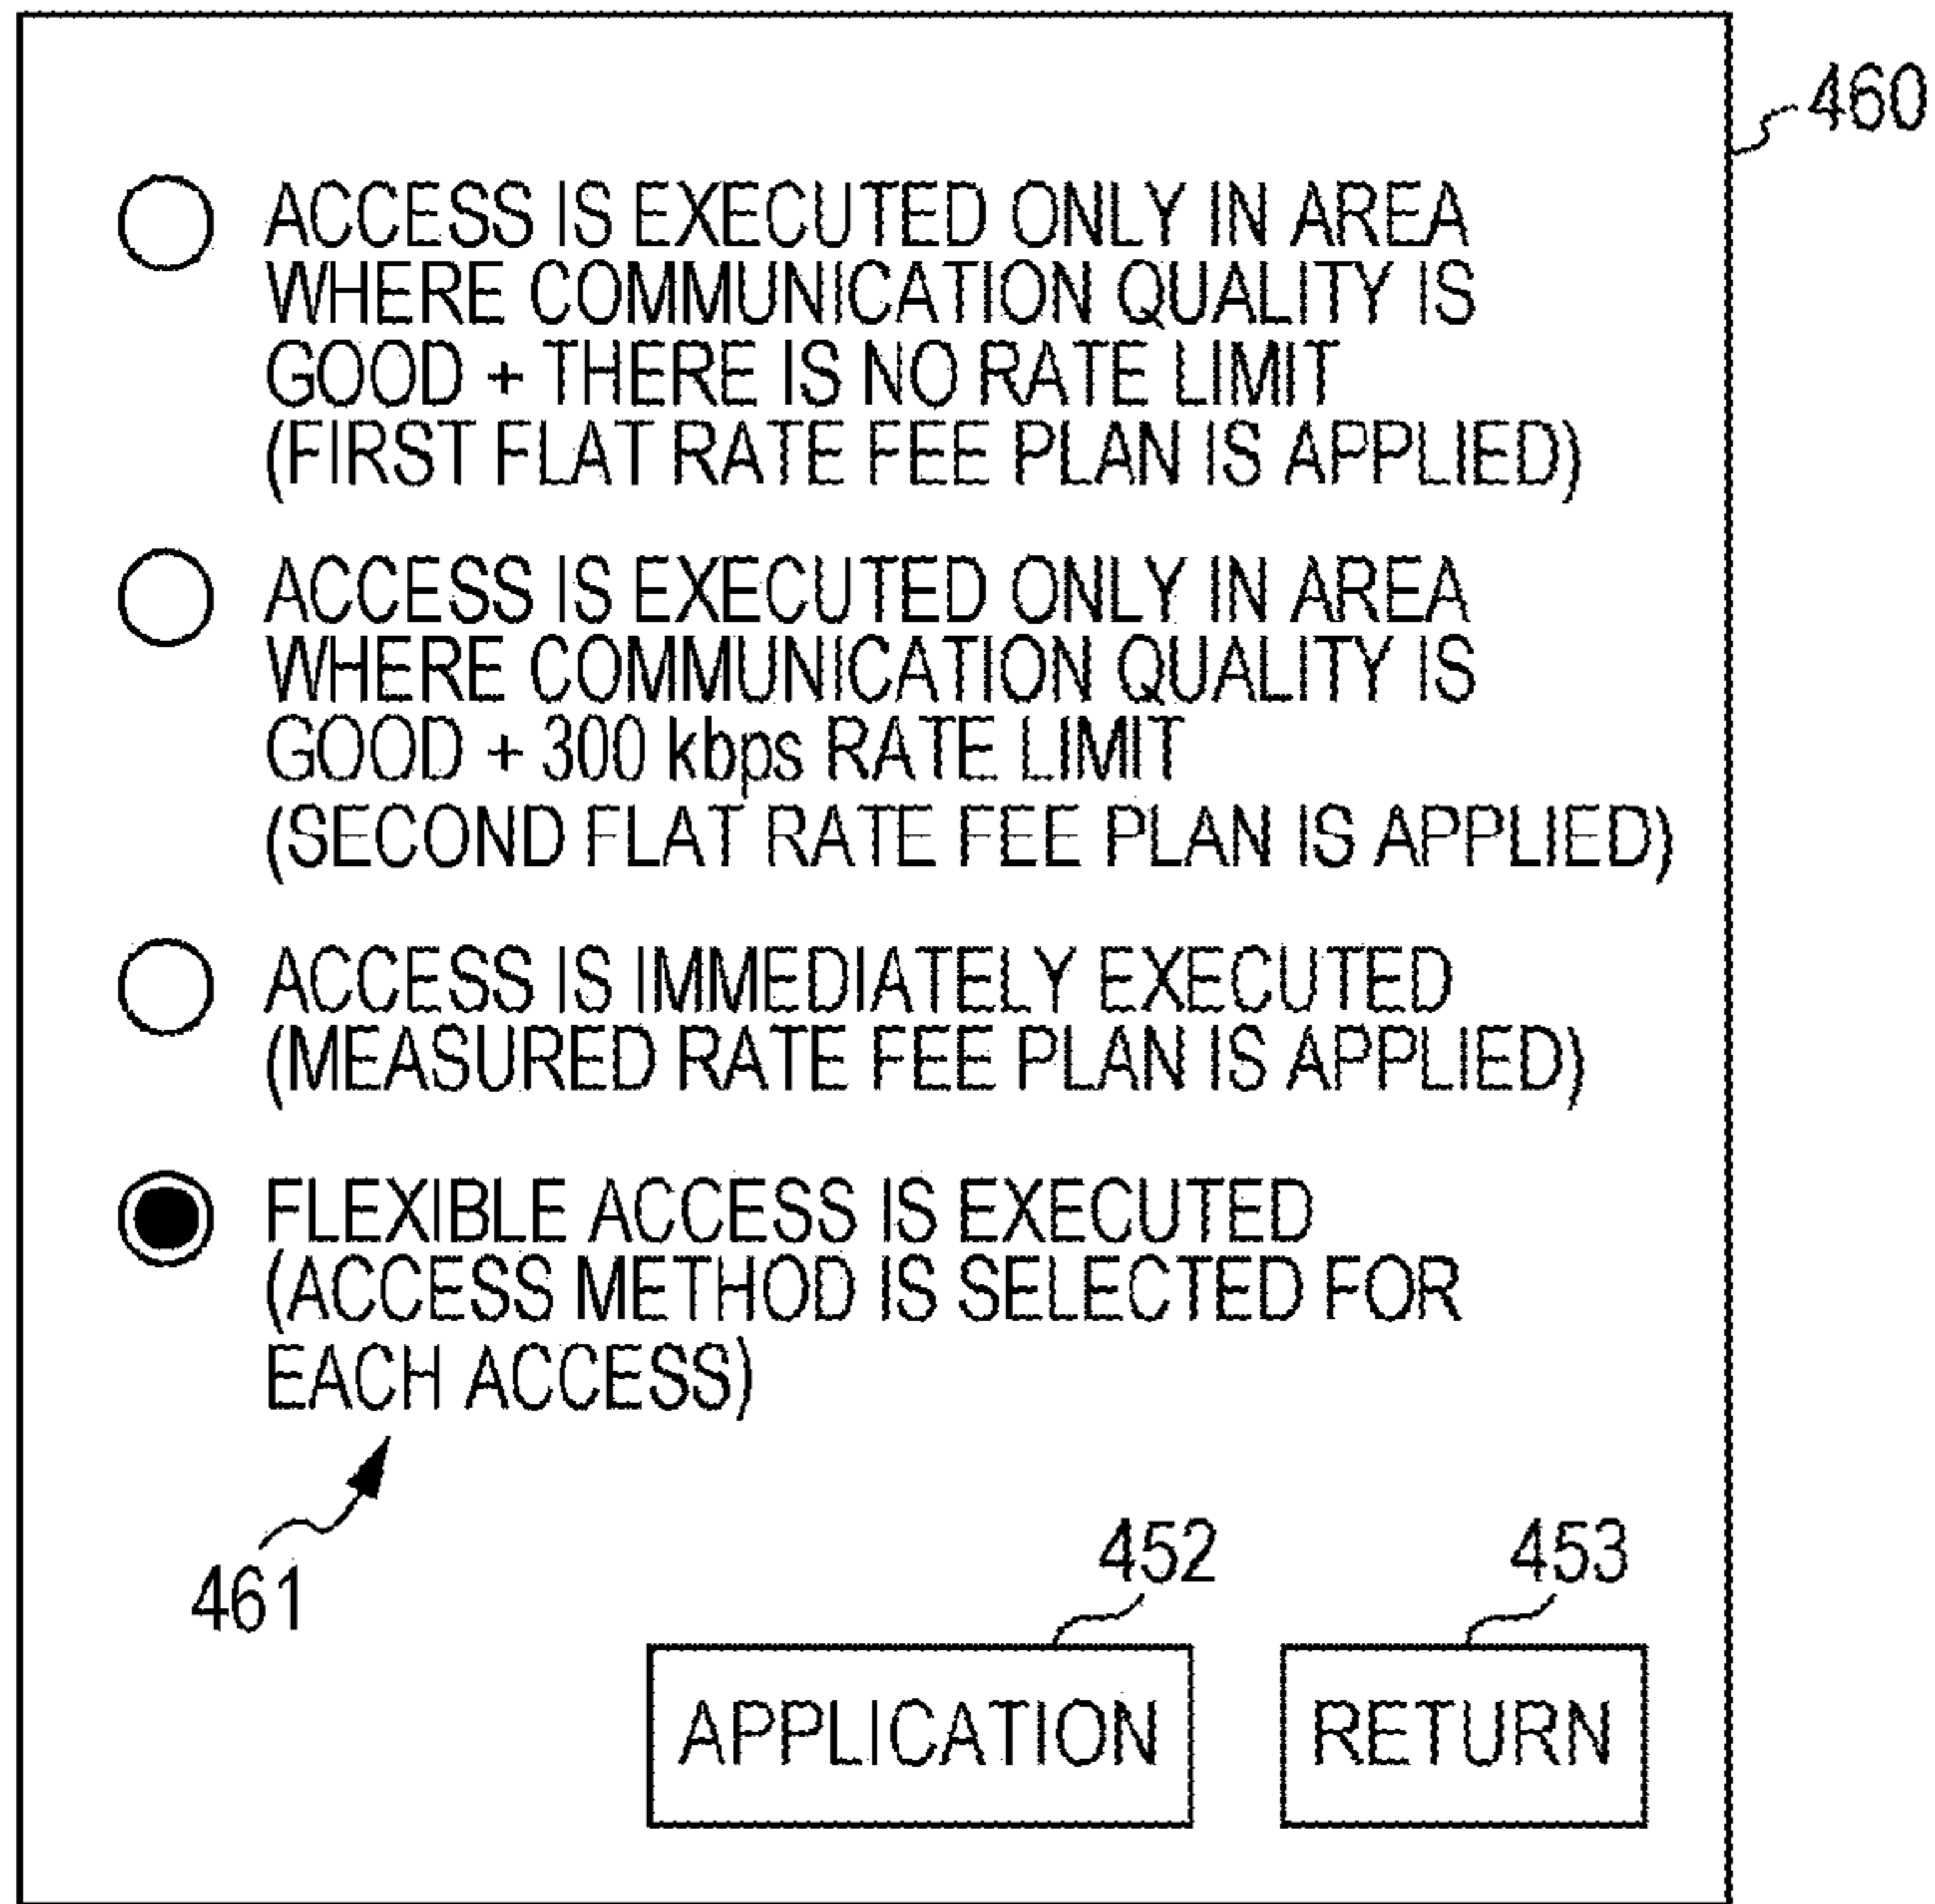 460
ACCESS IS EXECUTED ONLY IN AREA
WHERE COMMUNICATION QUALITY IS
GOOD + THERE IS NO RATE LIMIT
(FIRST FLAT RATE FEE PLAN IS APPLIED)
ACCESS IS EXECUTED ONLY IN AREA
WHERE COMMUNICATION QUALITY IS
GOOD + 300 kbps RATE LIMIT
(SECOND FLAT RATE FEE PLAN IS APPLIED)
ACCESS IS IMMEDIATELY EXECUTED
(MEASURED RATE FEE PLAN IS APPLIED)
FLEXIBLE ACCESS IS EXECUTED
(ACCESS METHOD IS SELECTED FOR
EACH ACCESS)
461
452
453
APPLICATION
RETURN